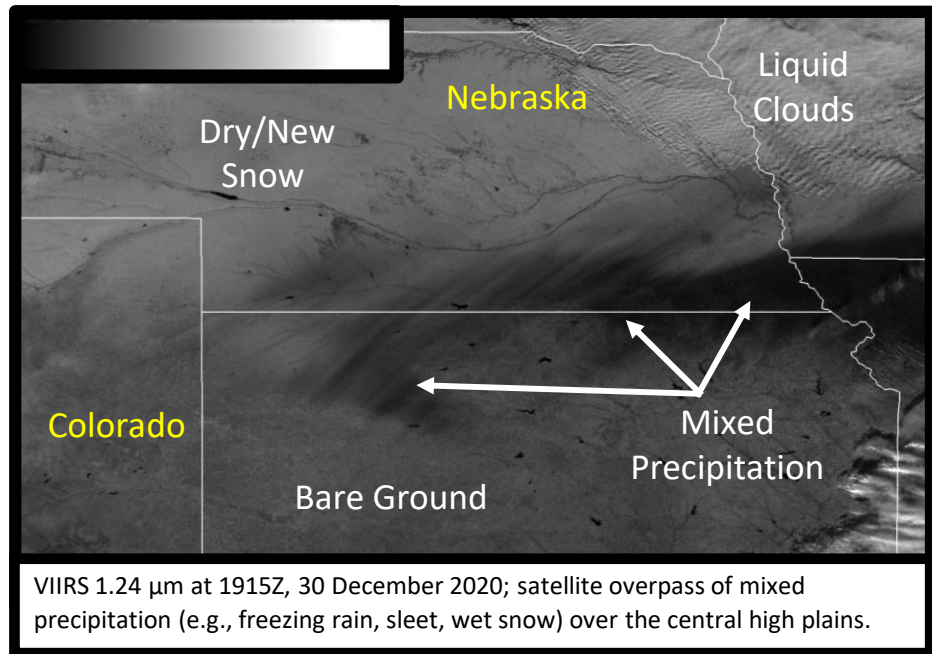 Liquid
Clouds
Nebraska
Dry/New
Snow
Colorado
Mixed
Precipitation
Bare Ground
VIIRS 1.24 µm at 1915Z, 30 December 2020; satellite overpass of mixed
precipitation (e.g., freezing rain, sleet, wet snow) over the central high plains.